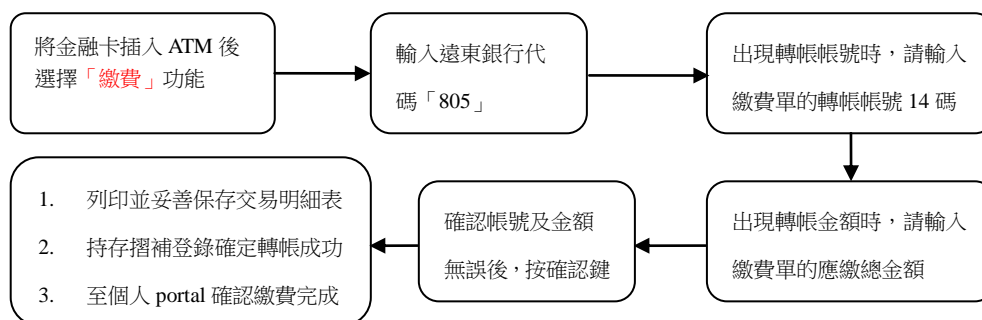 將金融卡插入 ATM 後
選擇「繳費」功能
輸入遠東銀行代
碼「805」
出現轉帳帳號時，請輸入
繳費單的轉帳帳號 14 碼
出現轉帳金額時，請輸入
繳費單的應繳總金額
確認帳號及金額
無誤後，按確認鍵
1. 列印並妥善保存交易明細表
2. 持存摺補登錄確定轉帳成功
3. 至個人 portal 確認繳費完成